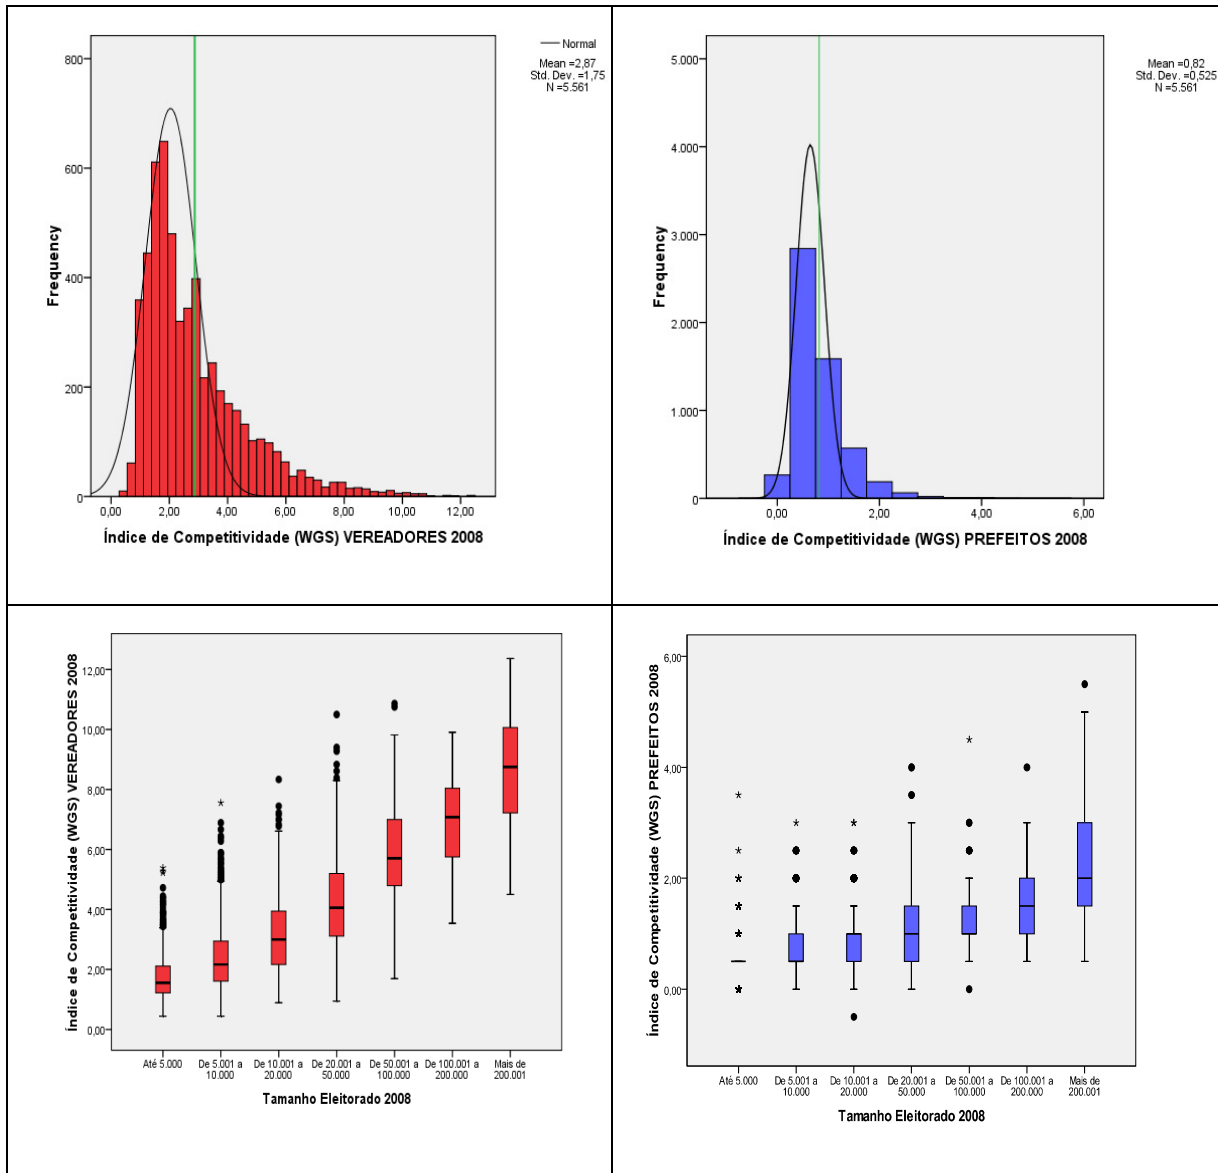 Normal
Mean =2,87
Std. Dev. =1,75
N =5.561
800
600
400
200
0
Frequency
0,00 2,00 4,00 6,00 8,00 10,00 12,00
Índice de Competitividade (WGS) VEREADORES 2008
Mean =0,82
Std. Dev. =0,525
N =5.561
5.000
4.000
3.000
2.000
1.000
0
Frequency
0,00 2,00 4,00 6,00
Índice de Competitividade (WGS) PREFEITOS 2008
Índice de Competitividade (WGS) VEREADORES 2008
12,00
10,00
8,00
6,00
4,00
2,00
0,00
Até 5.000 De 5.001 a De 10.001 a De 20.001 a De 50.001 a De 100.001 a Mais de
10.000 20.000 50.000 100.000 200.000 200.001
Tamanho Eleitorado 2008
Índice de Competitividade (WGS) PREFEITOS 2008
6,00
4,00
2,00
0,00
Até 5.000 De 5.001 a De 10.001 a De 20.001 a De 50.001 a De 100.001 a Mais de
10.000 20.000 50.000 100.000 200.000 200.001
Tamanho Eleitorado 2008